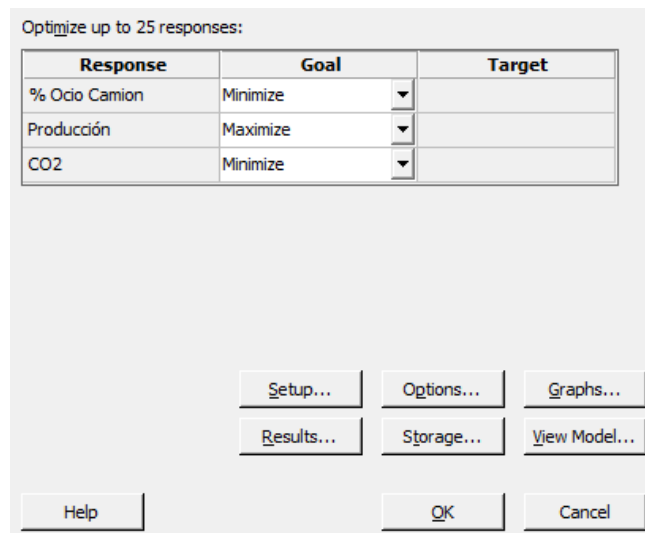 Optimize up to 25 responses:
Response Goal Target
% Ocio Camion Minimize
Producción Maximize
CO2 Minimize
Setup... Options... Graphs...
Results... Storage... View Model...
Help OK Cancel